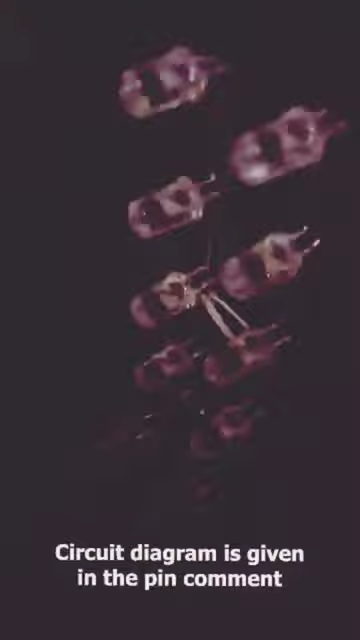 Circuit diagram is given
in the pin comment